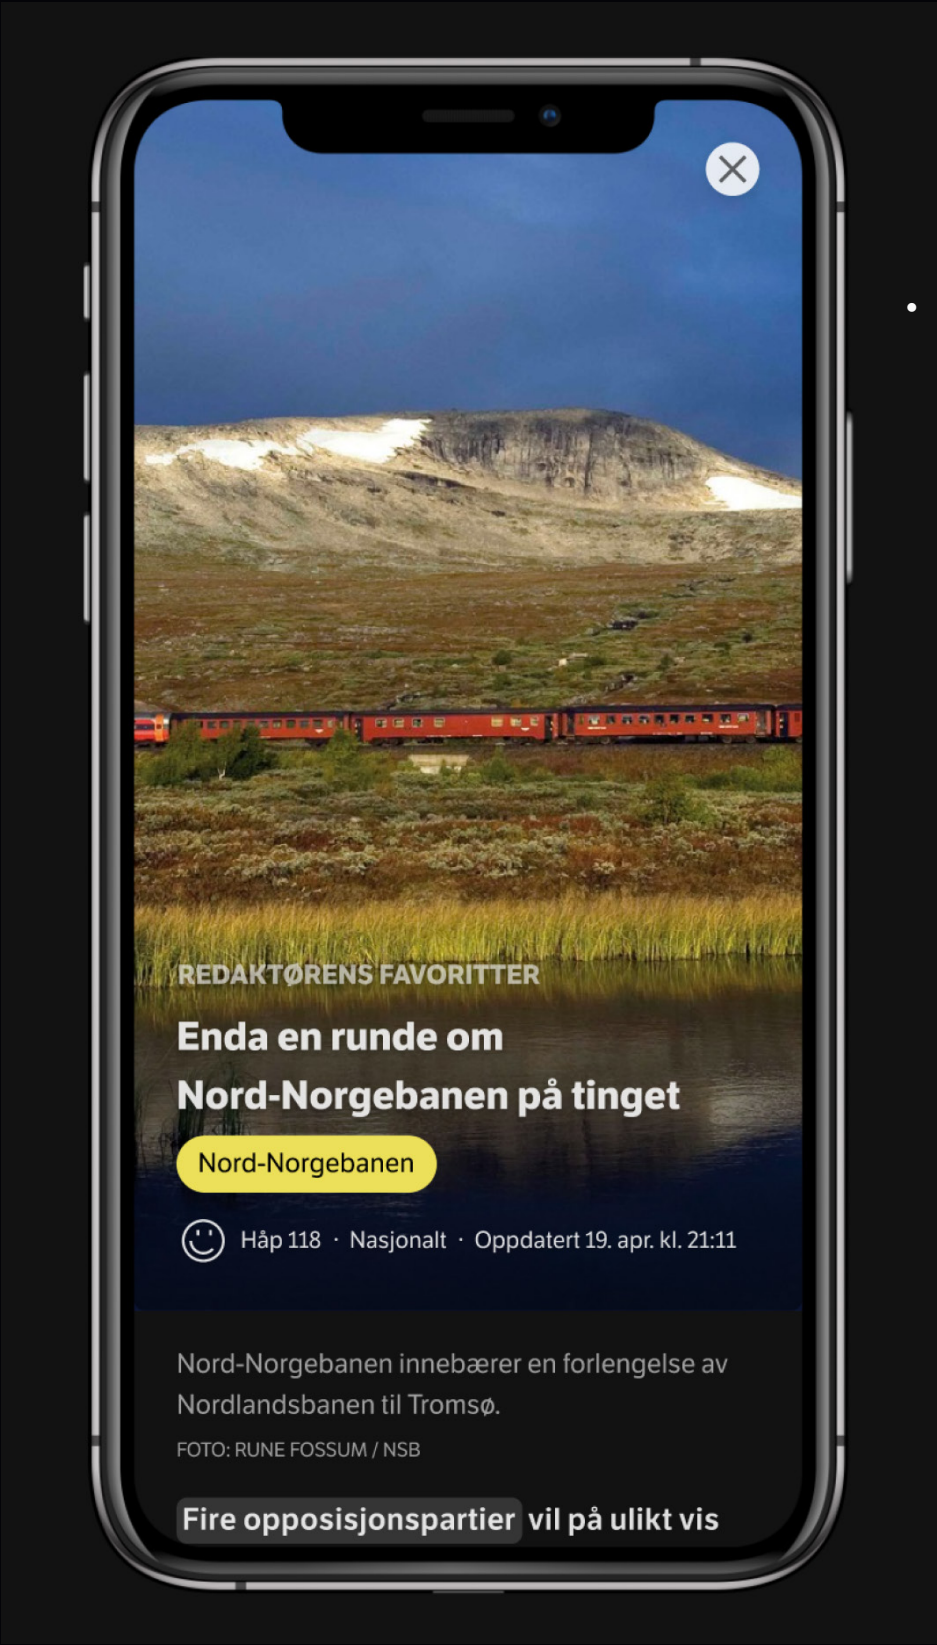 REDAKTØRENS FAVORITTER
Enda en runde om
Nord-Norgebanen på tinget
Nord-Norgebanen
Håp 118 · Nasjonalt · Oppdatert 19. apr. kl. 21:11
Nord-Norgebanen innebærer en forlengelse av
Nordlandsbanen til Tromsø.
FOTO: RUNE FOSSUM / NSB
Fire opposisjonspartier vil på ulikt vis